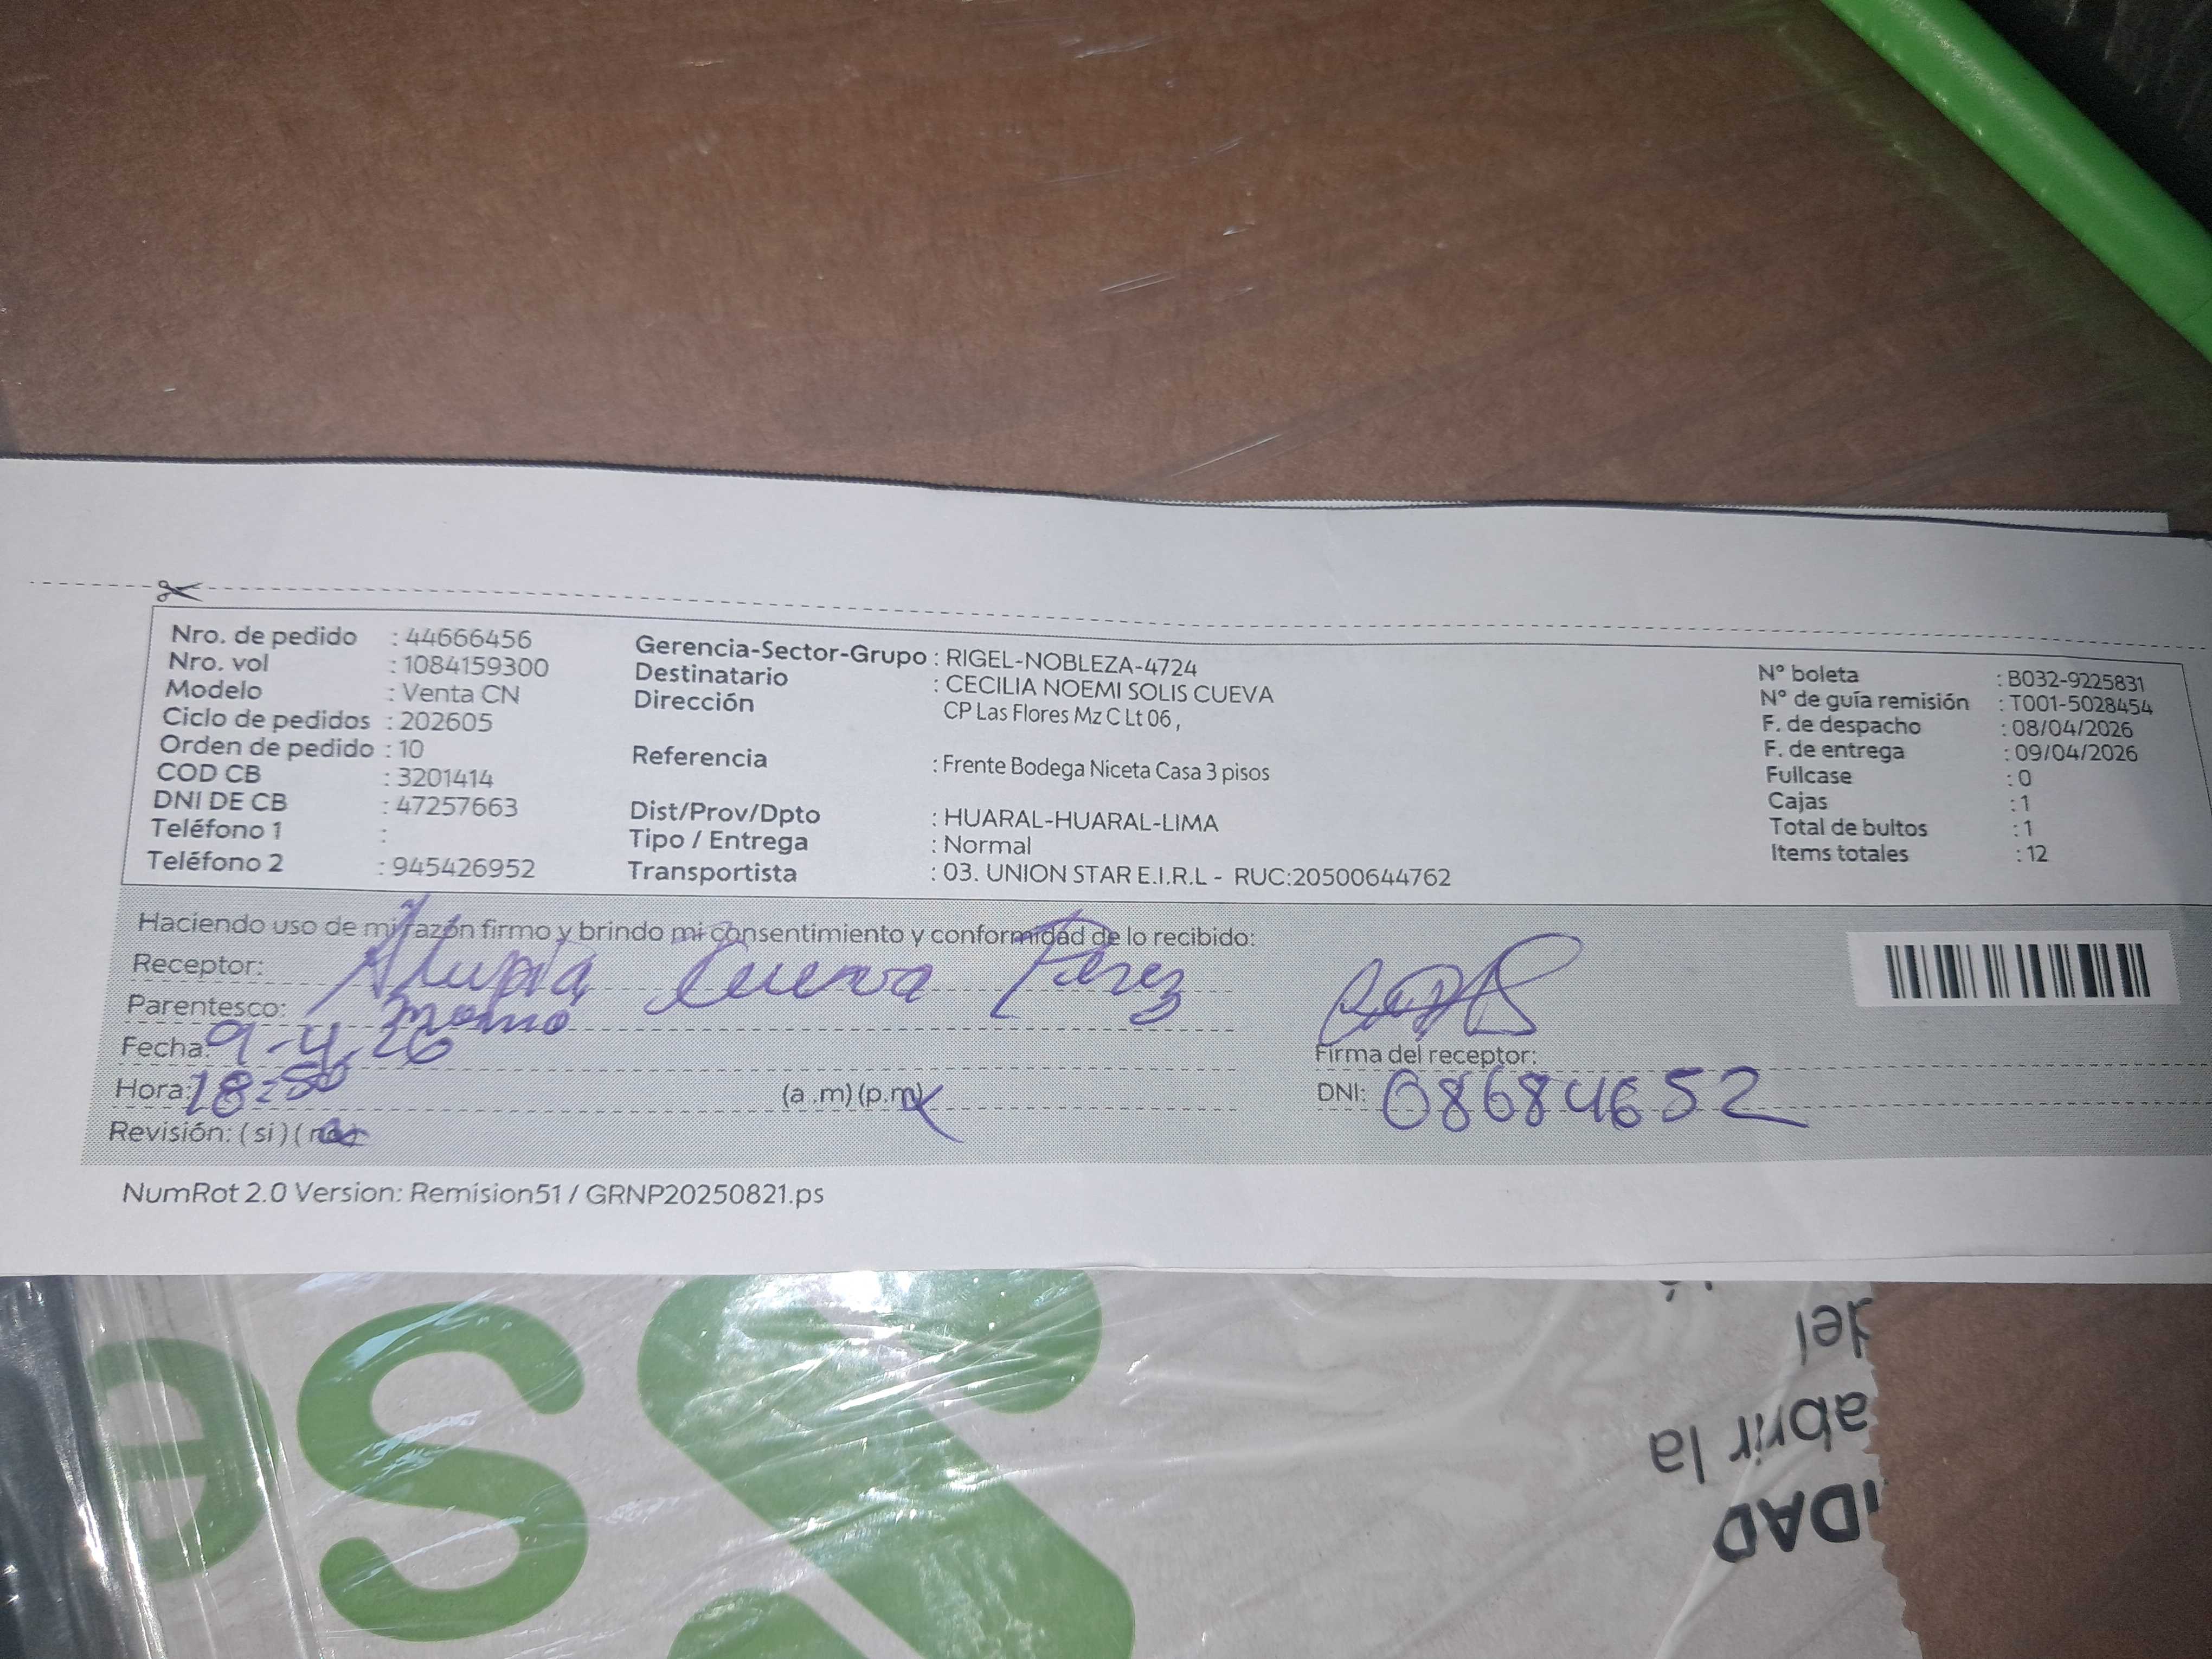 Nro. de pedido : 44666456
Nro. vol : 1084159300
Modelo : Venta CN
Ciclo de pedidos : 202605
Orden de pedido : 10
COD CB : 3201414
DNI DE CB : 47257663
Teléfono 1 :
Teléfono 2 : 945426952
Gerencia-Sector-Grupo : RIGEL-NOBLEZA-4724
Destinatario : CECILIA NOEMI SOLIS CUEVA
Dirección CP Las Flores Mz C Lt 06 ,
Referencia : Frente Bodega Niceta Casa 3 pisos
Dist/Prov/Dpto : HUARAL-HUARAL-LIMA
Tipo / Entrega : Normal
Transportista : 03. UNION STAR E.I.R.L - RUC:20500644762
N° boleta : B032-9225831
N° de guía remisión : T001-5028454
F. de despacho : 08/04/2026
F. de entrega : 09/04/2026
Fullcase : 0
Cajas : 1
Total de bultos : 1
Items totales : 12
Haciendo uso de mi razón firmo y brindo mi consentimiento y conformidad de lo recibido:
Receptor: Cueva Perez
Parentesco: mama
Fecha: 9-4-26
Hora: 18:50 (a.m) (p.m)
Revisión: ( si ) ( no
Firma del receptor:
DNI: 08684652
NumRot 2.0 Version: Remision51 / GRNP20250821.ps
es
del
abrir la
IDAD